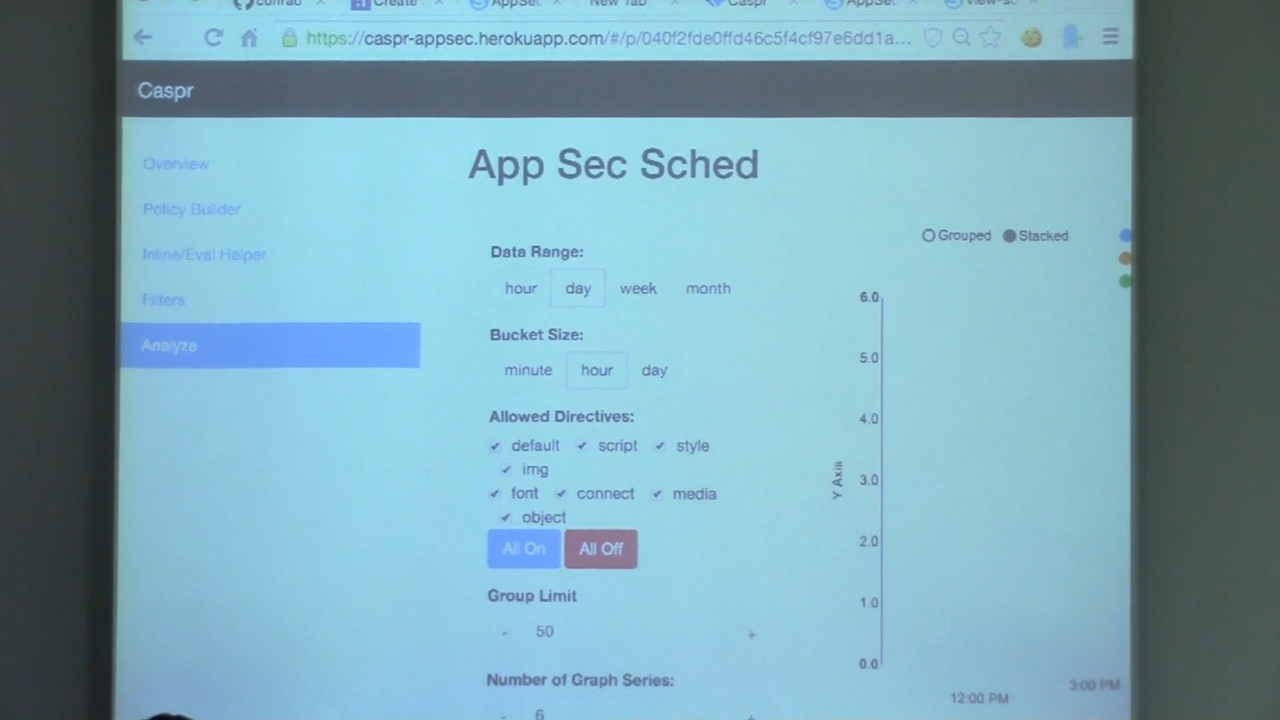 Create
AppSec
New Tab
Caspr
AppSec
https://caspr-appsec.herokuapp.com/#/p/040f2fde0ffd46c5f4cf97e6dd1a...
Caspr
Overview
Policy Builder
Inline/Eval Helper
Filters
Analyze
App Sec Sched
Data Range:
hour day week month
Bucket Size:
minute hour day
Allowed Directives:
default script style
img
font connect media
object
All On All Off
Group Limit
- 50 +
Number of Graph Series:
- 6 +
Grouped Stacked
6.0
5.0
4.0
3.0
2.0
1.0
0.0
Y Axis
12:00 PM
3:00 PM